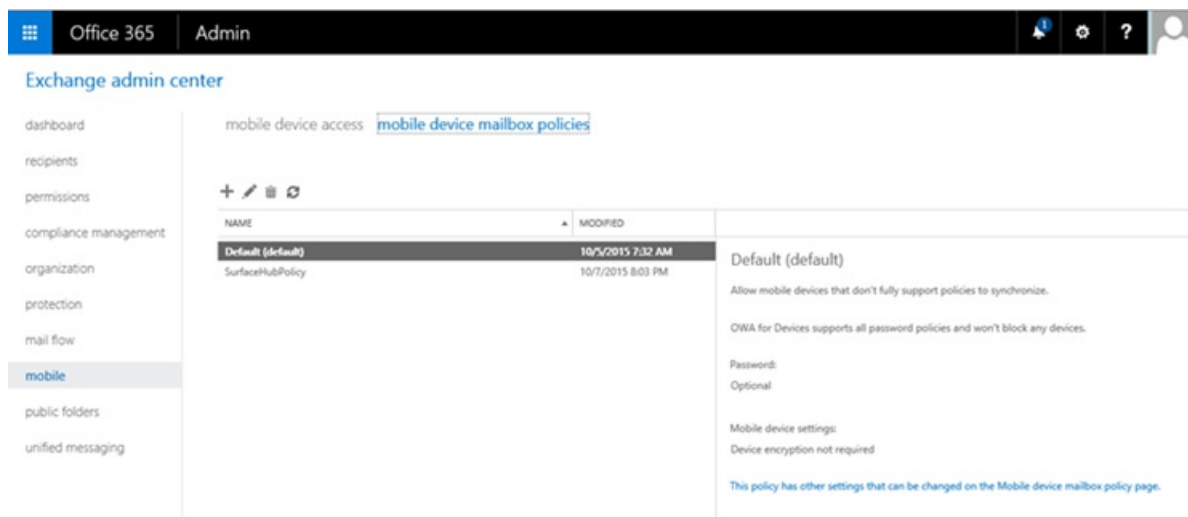 Office 365 Admin 1 ?
Exchange admin center
dashboard
recipients
permissions
compliance management
organization
protection
mail flow
mobile
public folders
unified messaging
mobile device access mobile device mailbox policies
NAME MODIFIED
Default (default) 10/5/2015 7:32 AM
SurfaceHubPolicy 10/7/2015 8:03 PM
Default (default)
Allow mobile devices that don't fully support policies to synchronize.
OWA for Devices supports all password policies and won't block any devices.
Password:
Optional
Mobile device settings:
Device encryption not required
This policy has other settings that can be changed on the Mobile device mailbox policy page.